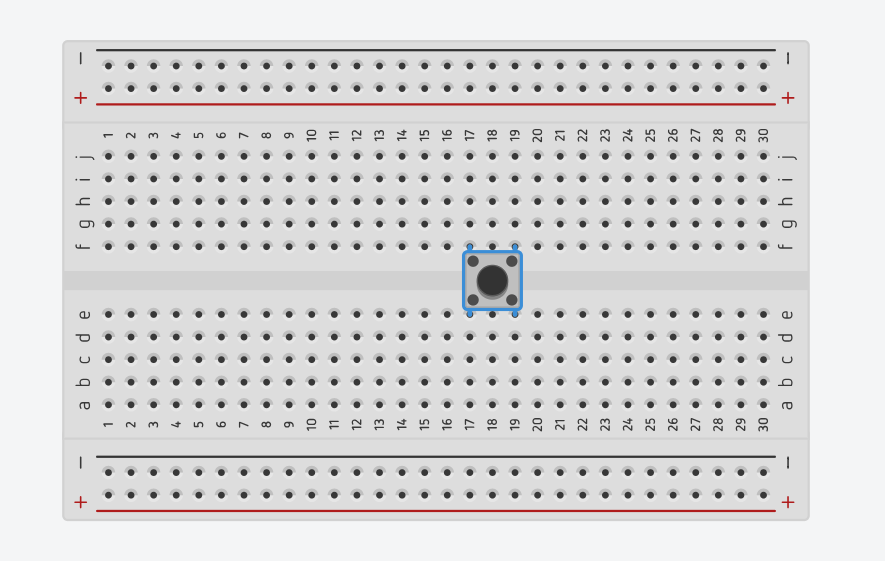 − −
+ +
1 2 3 4 5 6 7 8 9 10 11 12 13 14 15 16 17 18 19 20 21 22 23 24 25 26 27 28 29 30
j j
i i
h h
g g
f f
e e
d d
c c
b b
a a
1 2 3 4 5 6 7 8 9 10 11 12 13 14 15 16 17 18 19 20 21 22 23 24 25 26 27 28 29 30
− −
+ +